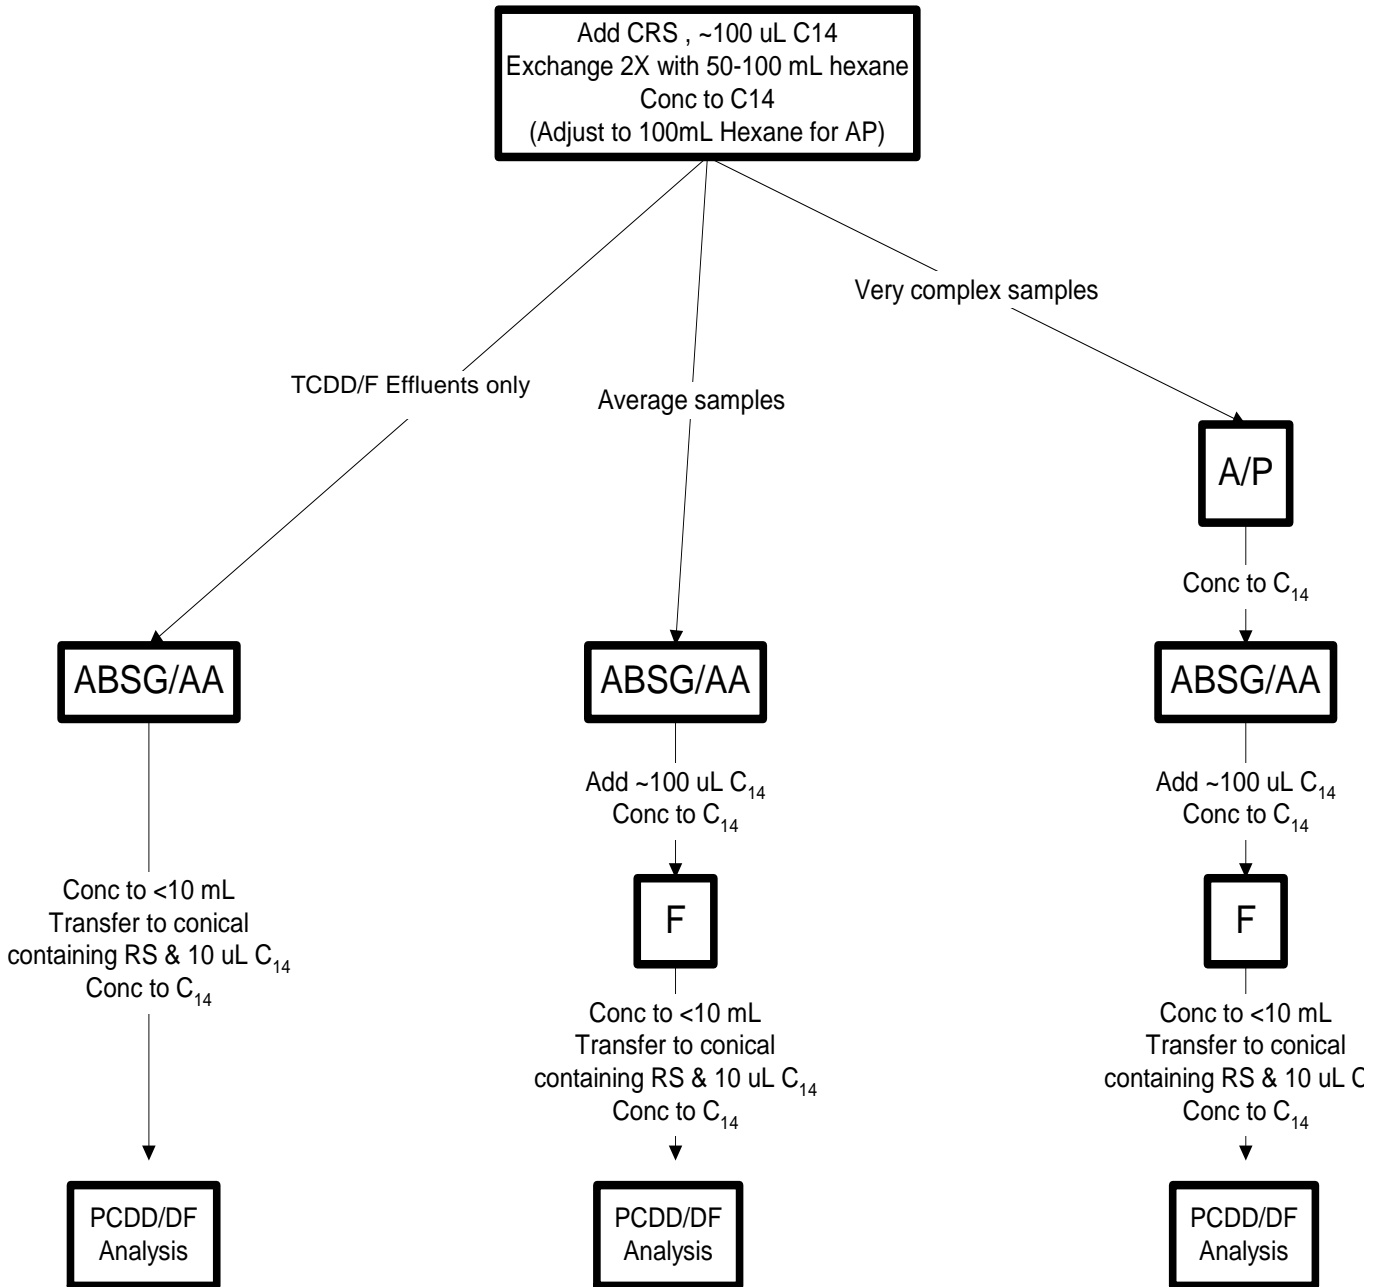 Add CRS , ~100 uL C14
Exchange 2X with 50-100 mL hexane
Conc to C14
(Adjust to 100mL Hexane for AP)
TCDD/F Effluents only
Average samples
Very complex samples
A/P
Conc to C₁₄
ABSG/AA
ABSG/AA
ABSG/AA
Add ~100 uL C₁₄
Conc to C₁₄
Add ~100 uL C₁₄
Conc to C₁₄
F
F
Conc to <10 mL
Transfer to conical
containing RS & 10 uL C₁₄
Conc to C₁₄
Conc to <10 mL
Transfer to conical
containing RS & 10 uL C₁₄
Conc to C₁₄
Conc to <10 mL
Transfer to conical
containing RS & 10 uL C
Conc to C₁₄
PCDD/DF
Analysis
PCDD/DF
Analysis
PCDD/DF
Analysis